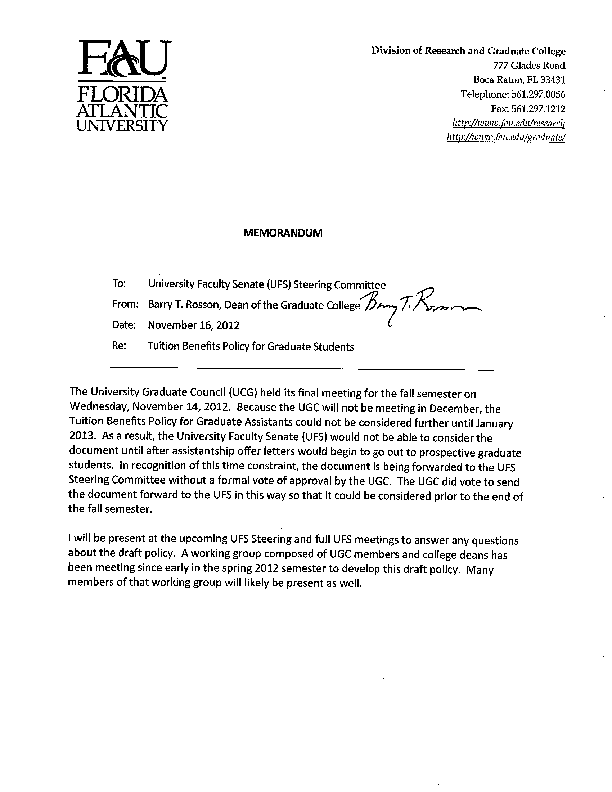 FAU
FLORIDA
ATLANTIC
UNIVERSITY
Division of Research and Graduate College
777 Glades Road
Boca Raton, FL 33431
Telephone: 561.297.0056
Fax: 561.297.1212
http://www.fau.edu/research
http://www.fau.edu/graduate/
MEMORANDUM
To: University Faculty Senate (UFS) Steering Committee
From: Barry T. Rosson, Dean of the Graduate College Barry T. Rosson
Date: November 16, 2012
Re: Tuition Benefits Policy for Graduate Students
The University Graduate Council (UCG) held its final meeting for the fall semester on
Wednesday, November 14, 2012. Because the UGC will not be meeting in December, the
Tuition Benefits Policy for Graduate Assistants could not be considered further until January
2013. As a result, the University Faculty Senate (UFS) would not be able to consider the
document until after assistantship offer letters would begin to go out to prospective graduate
students. In recognition of this time constraint, the document is being forwarded to the UFS
Steering Committee without a formal vote of approval by the UGC. The UGC did vote to send
the document forward to the UFS in this way so that it could be considered prior to the end of
the fall semester.
I will be present at the upcoming UFS Steering and full UFS meetings to answer any questions
about the draft policy. A working group composed of UGC members and college deans has
been meeting since early in the spring 2012 semester to develop this draft policy. Many
members of that working group will likely be present as well.